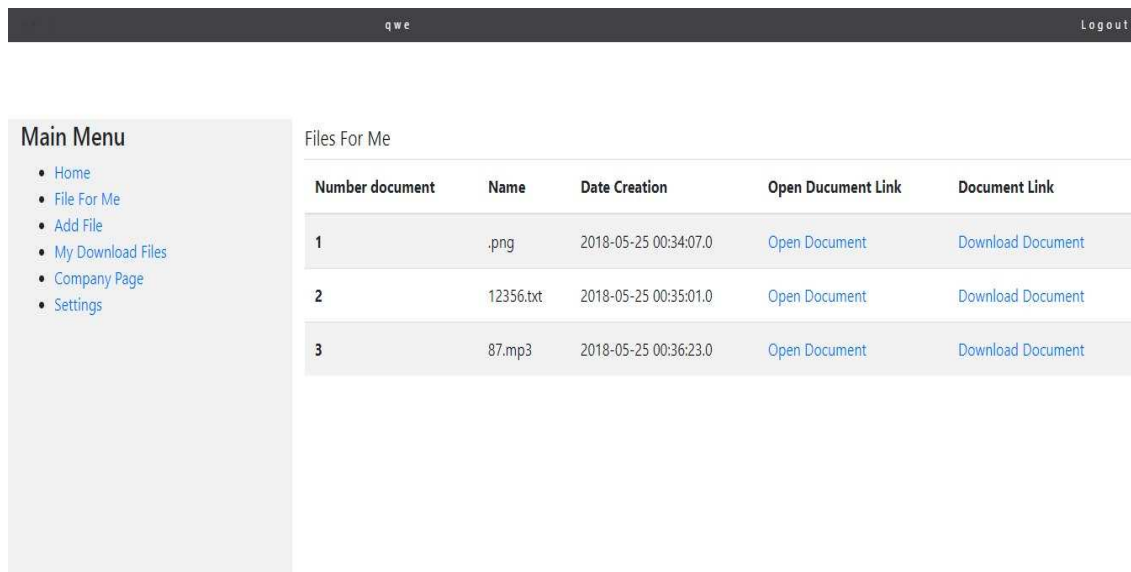 qwe Logout
Main Menu
Home
File For Me
Add File
My Download Files
Company Page
Settings
Files For Me
Number document Name Date Creation Open Ducument Link Document Link
1 .png 2018-05-25 00:34:07.0 Open Document Download Document
2 12356.txt 2018-05-25 00:35:01.0 Open Document Download Document
3 87.mp3 2018-05-25 00:36:23.0 Open Document Download Document